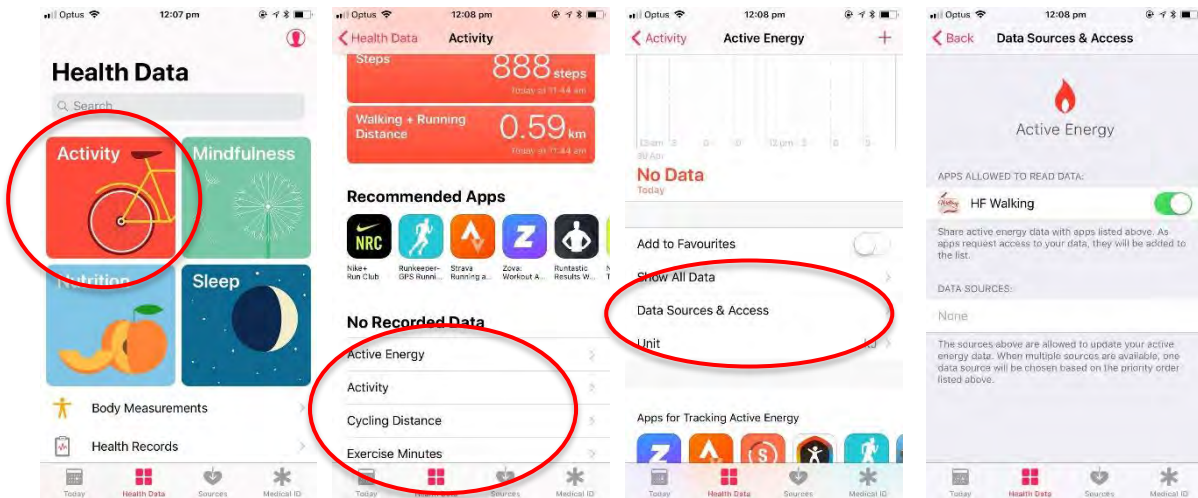 Optus 12:07 pm
Health Data
Search
Activity
Mindfulness
Nutrition
Sleep
Body Measurements
Health Records
Today Health Data Sources Medical ID
Optus 12:08 pm
Health Data Activity
Steps
888 steps
Today at 11:44 am
Walking + Running
Distance
0.59 km
Today at 11:44 am
Recommended Apps
NRC
Nike+
Run Club
Runkeeper-
GPS Runni...
Strava
Running a...
Zova:
Workout A...
Runtastic
Results W...
No Recorded Data
Active Energy
Activity
Cycling Distance
Exercise Minutes
Today Health Data Sources Medical ID
Optus 12:08 pm
Activity Active Energy
No Data
Today
Add to Favourites
Show All Data
Data Sources & Access
Unit kJ
Apps for Tracking Active Energy
Today Health Data Sources Medical ID
Optus 12:08 pm
Back Data Sources & Access
Active Energy
APPS ALLOWED TO READ DATA:
HF Walking
Share active energy data with apps listed above. As
apps request access to your data, they will be added to
the list.
DATA SOURCES:
None
The sources above are allowed to update your active
energy data. When multiple sources are available, one
data source will be chosen based on the priority order
listed above.
Today Health Data Sources Medical ID